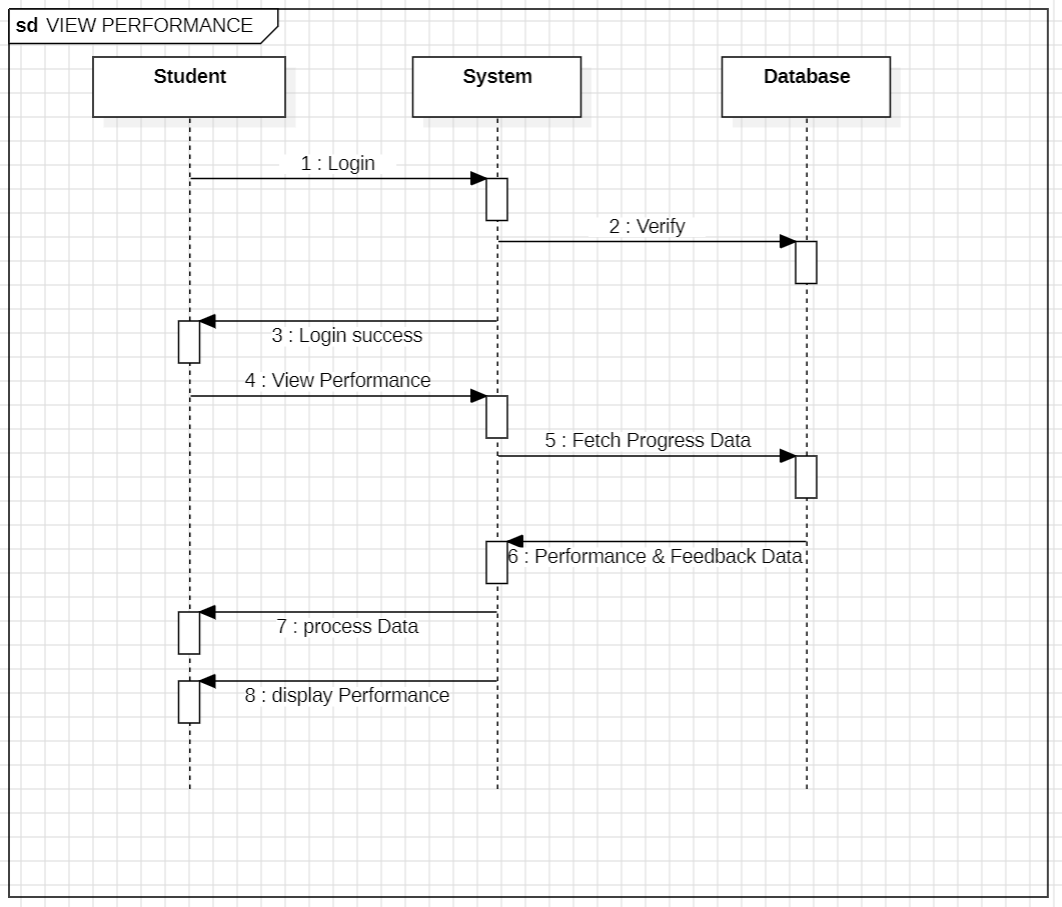 sd VIEW PERFORMANCE
Student System Database
1 : Login
2 : Verify
3 : Login success
4 : View Performance
5 : Fetch Progress Data
6 : Performance & Feedback Data
7 : process Data
8 : display Performance